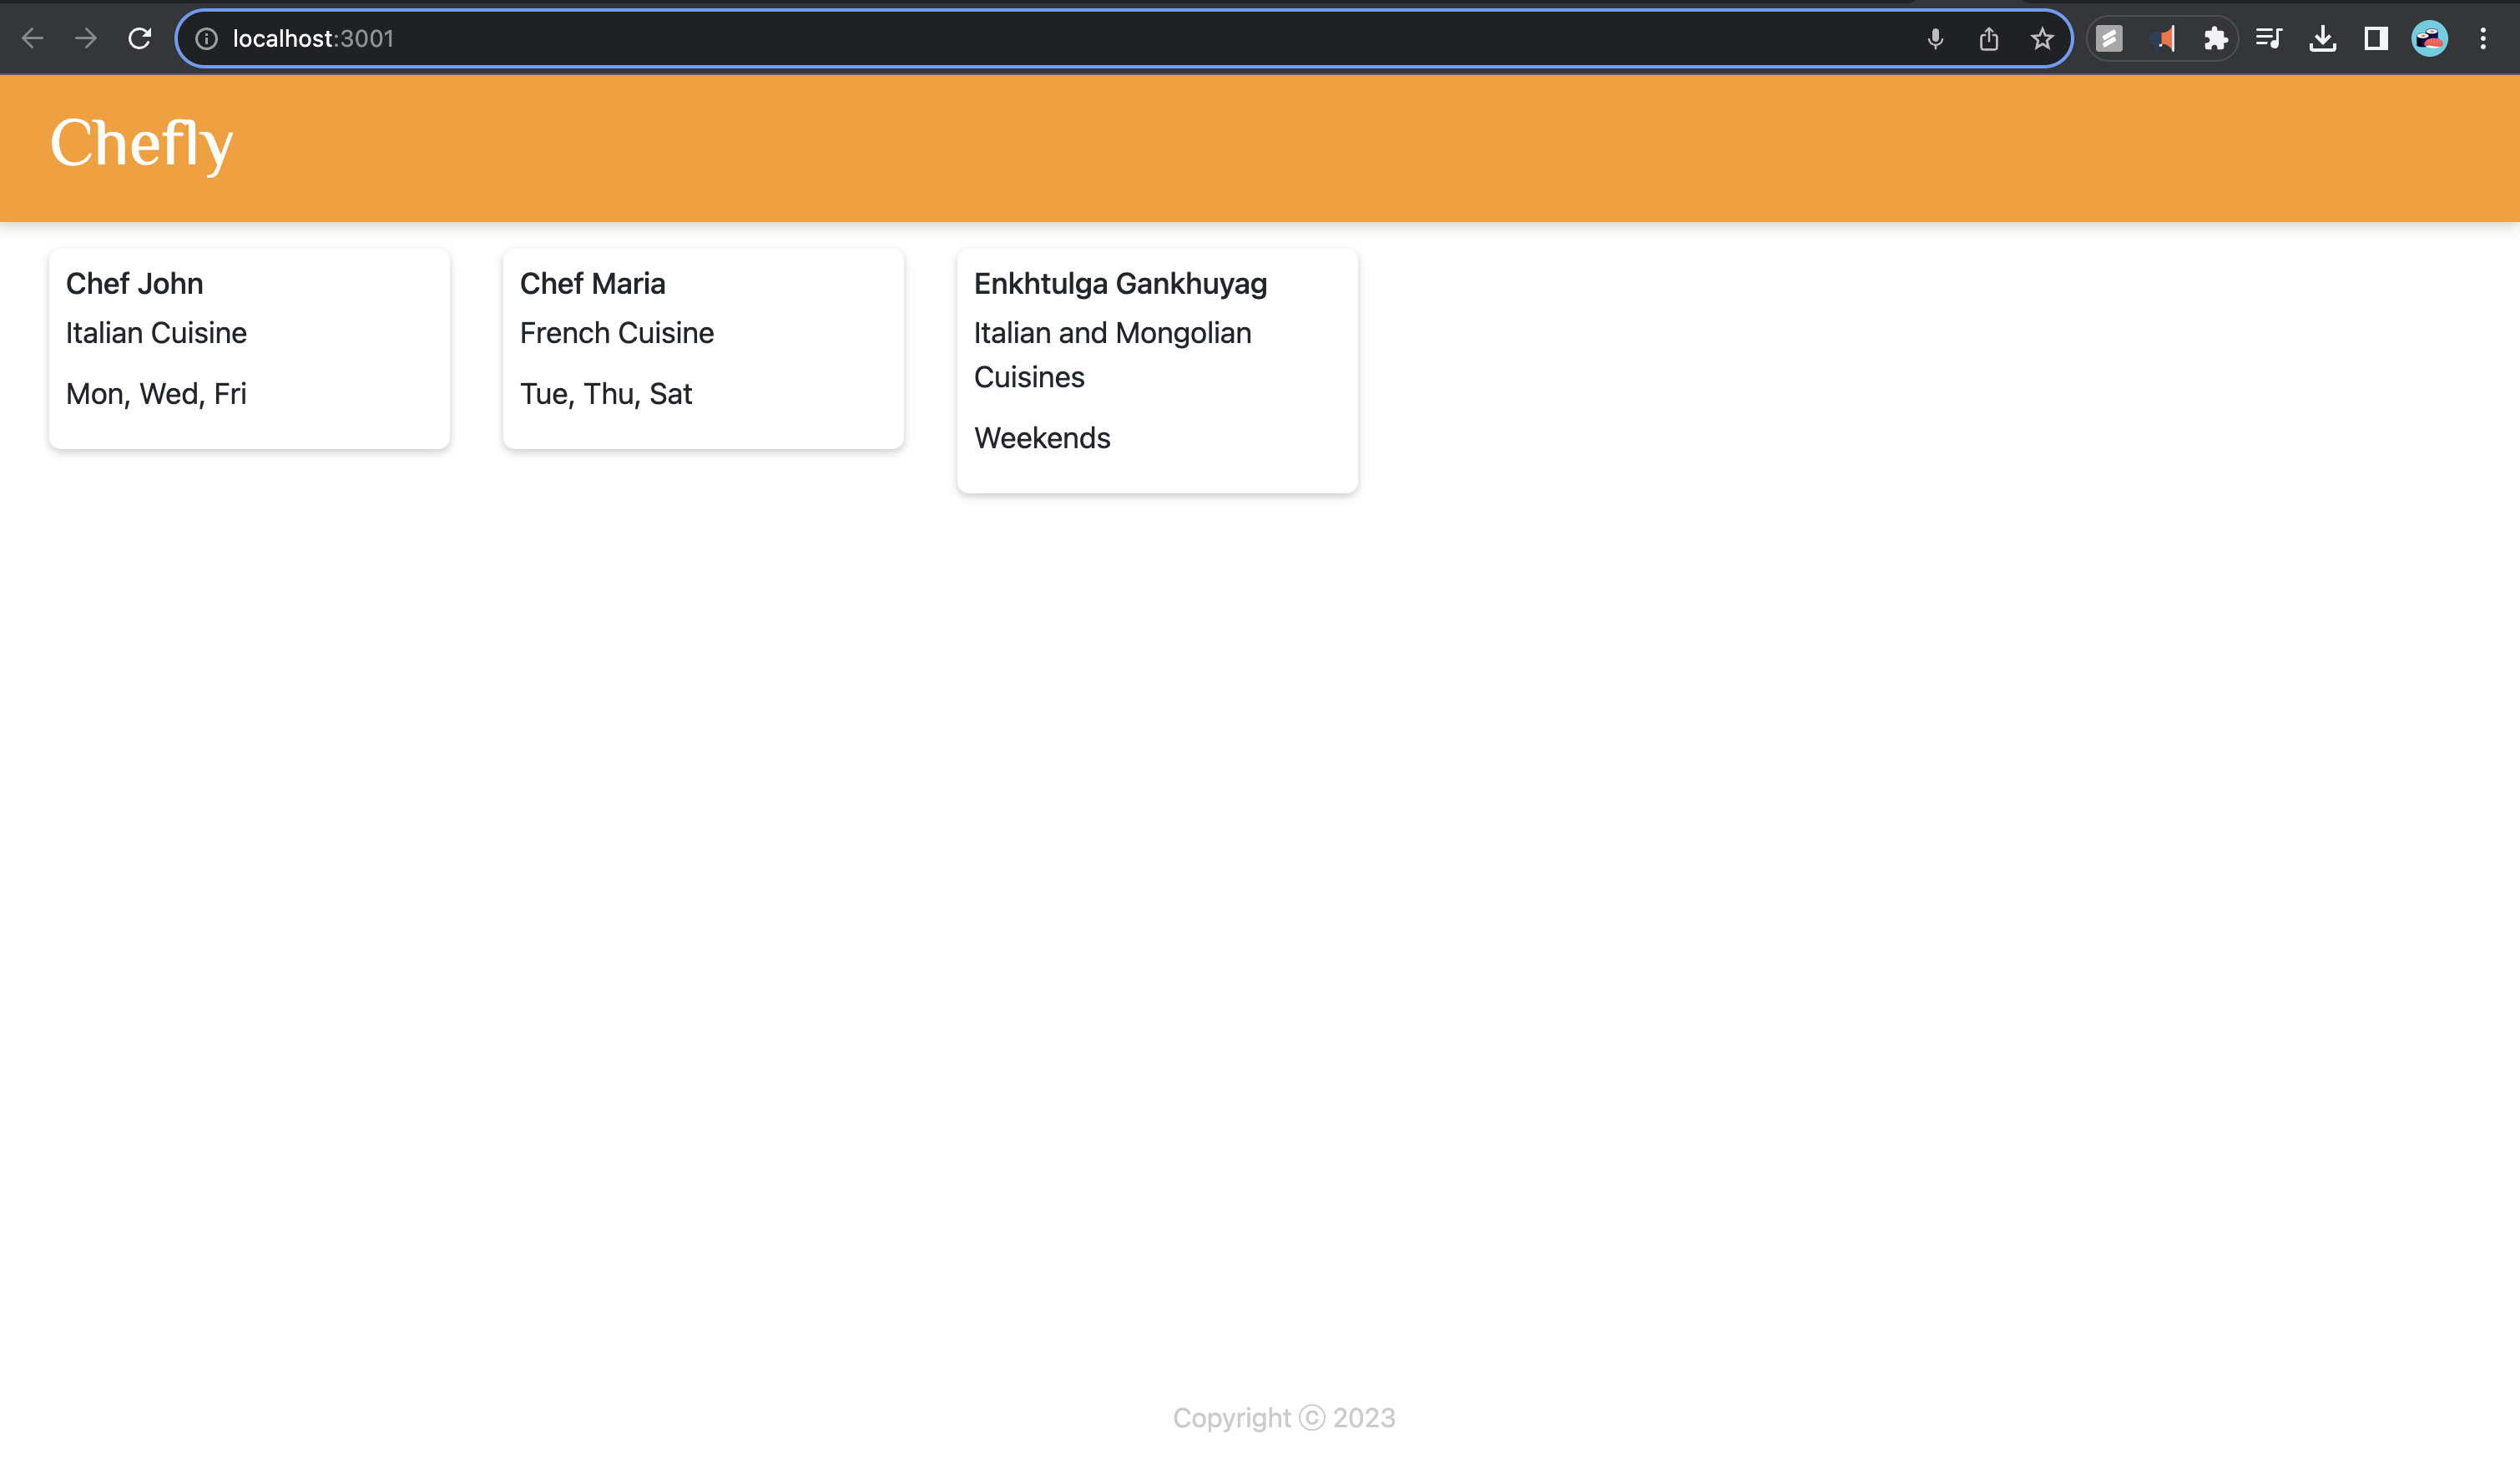 localhost:3001
Chefly
Chef John
Italian Cuisine
Mon, Wed, Fri
Chef Maria
French Cuisine
Tue, Thu, Sat
Enkhtulga Gankhuyag
Italian and Mongolian
Cuisines
Weekends
Copyright © 2023